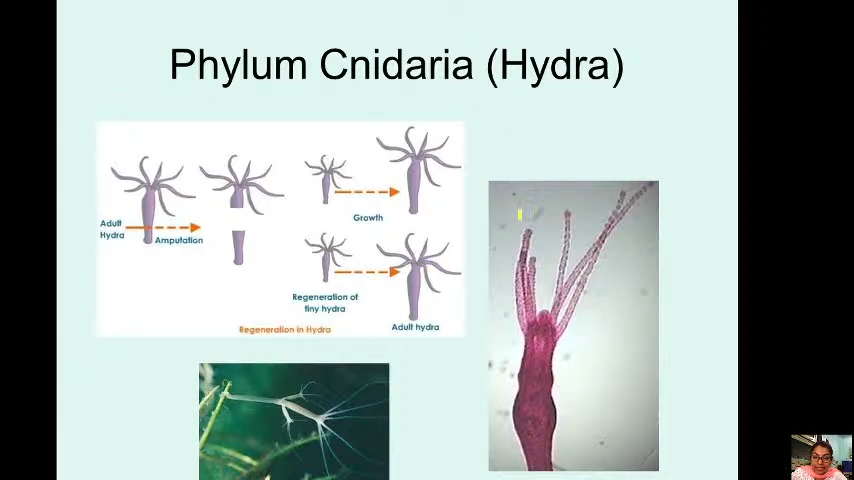 Phylum Cnidaria (Hydra)
Adult
Hydra
Amputation
Growth
Regeneration of
tiny hydra
Adult hydra
Regeneration in Hydra